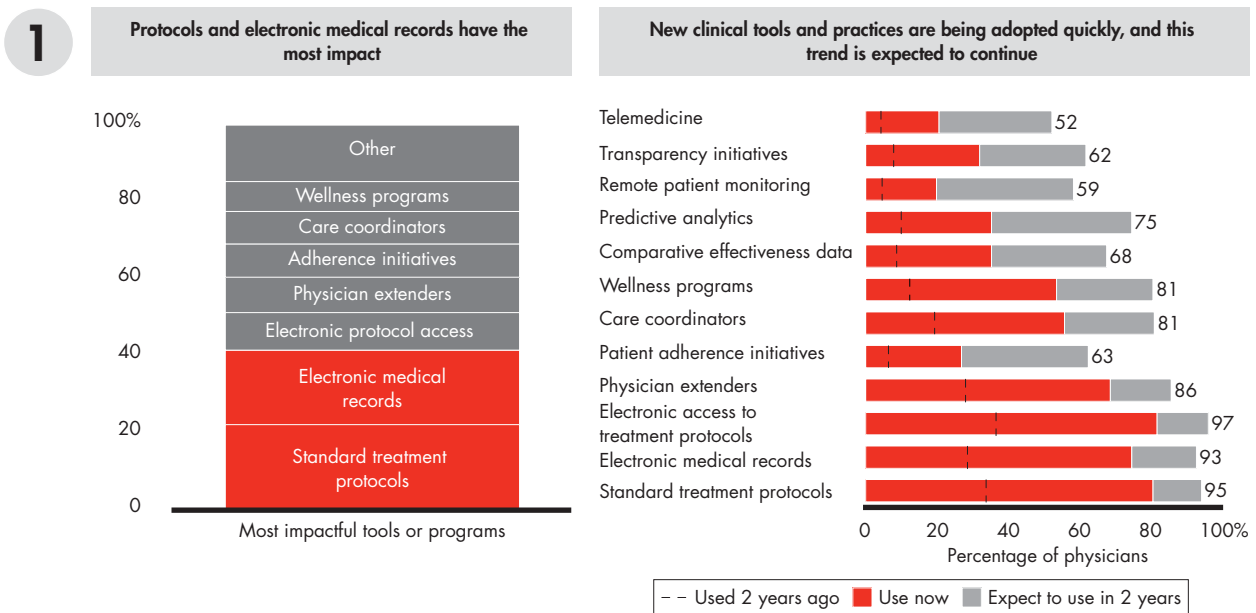 1
Protocols and electronic medical records have the
most impact
100%
80
60
40
20
0
Other
Wellness programs
Care coordinators
Adherence initiatives
Physician extenders
Electronic protocol access
Electronic medical
records
Standard treatment
protocols
Most impactful tools or programs
New clinical tools and practices are being adopted quickly, and this
trend is expected to continue
Telemedicine 52
Transparency initiatives 62
Remote patient monitoring 59
Predictive analytics 75
Comparative effectiveness data 68
Wellness programs 81
Care coordinators 81
Patient adherence initiatives 63
Physician extenders 86
Electronic access to
treatment protocols 97
Electronic medical records 93
Standard treatment protocols 95
0 20 40 60 80 100%
Percentage of physicians
Used 2 years ago Use now Expect to use in 2 years